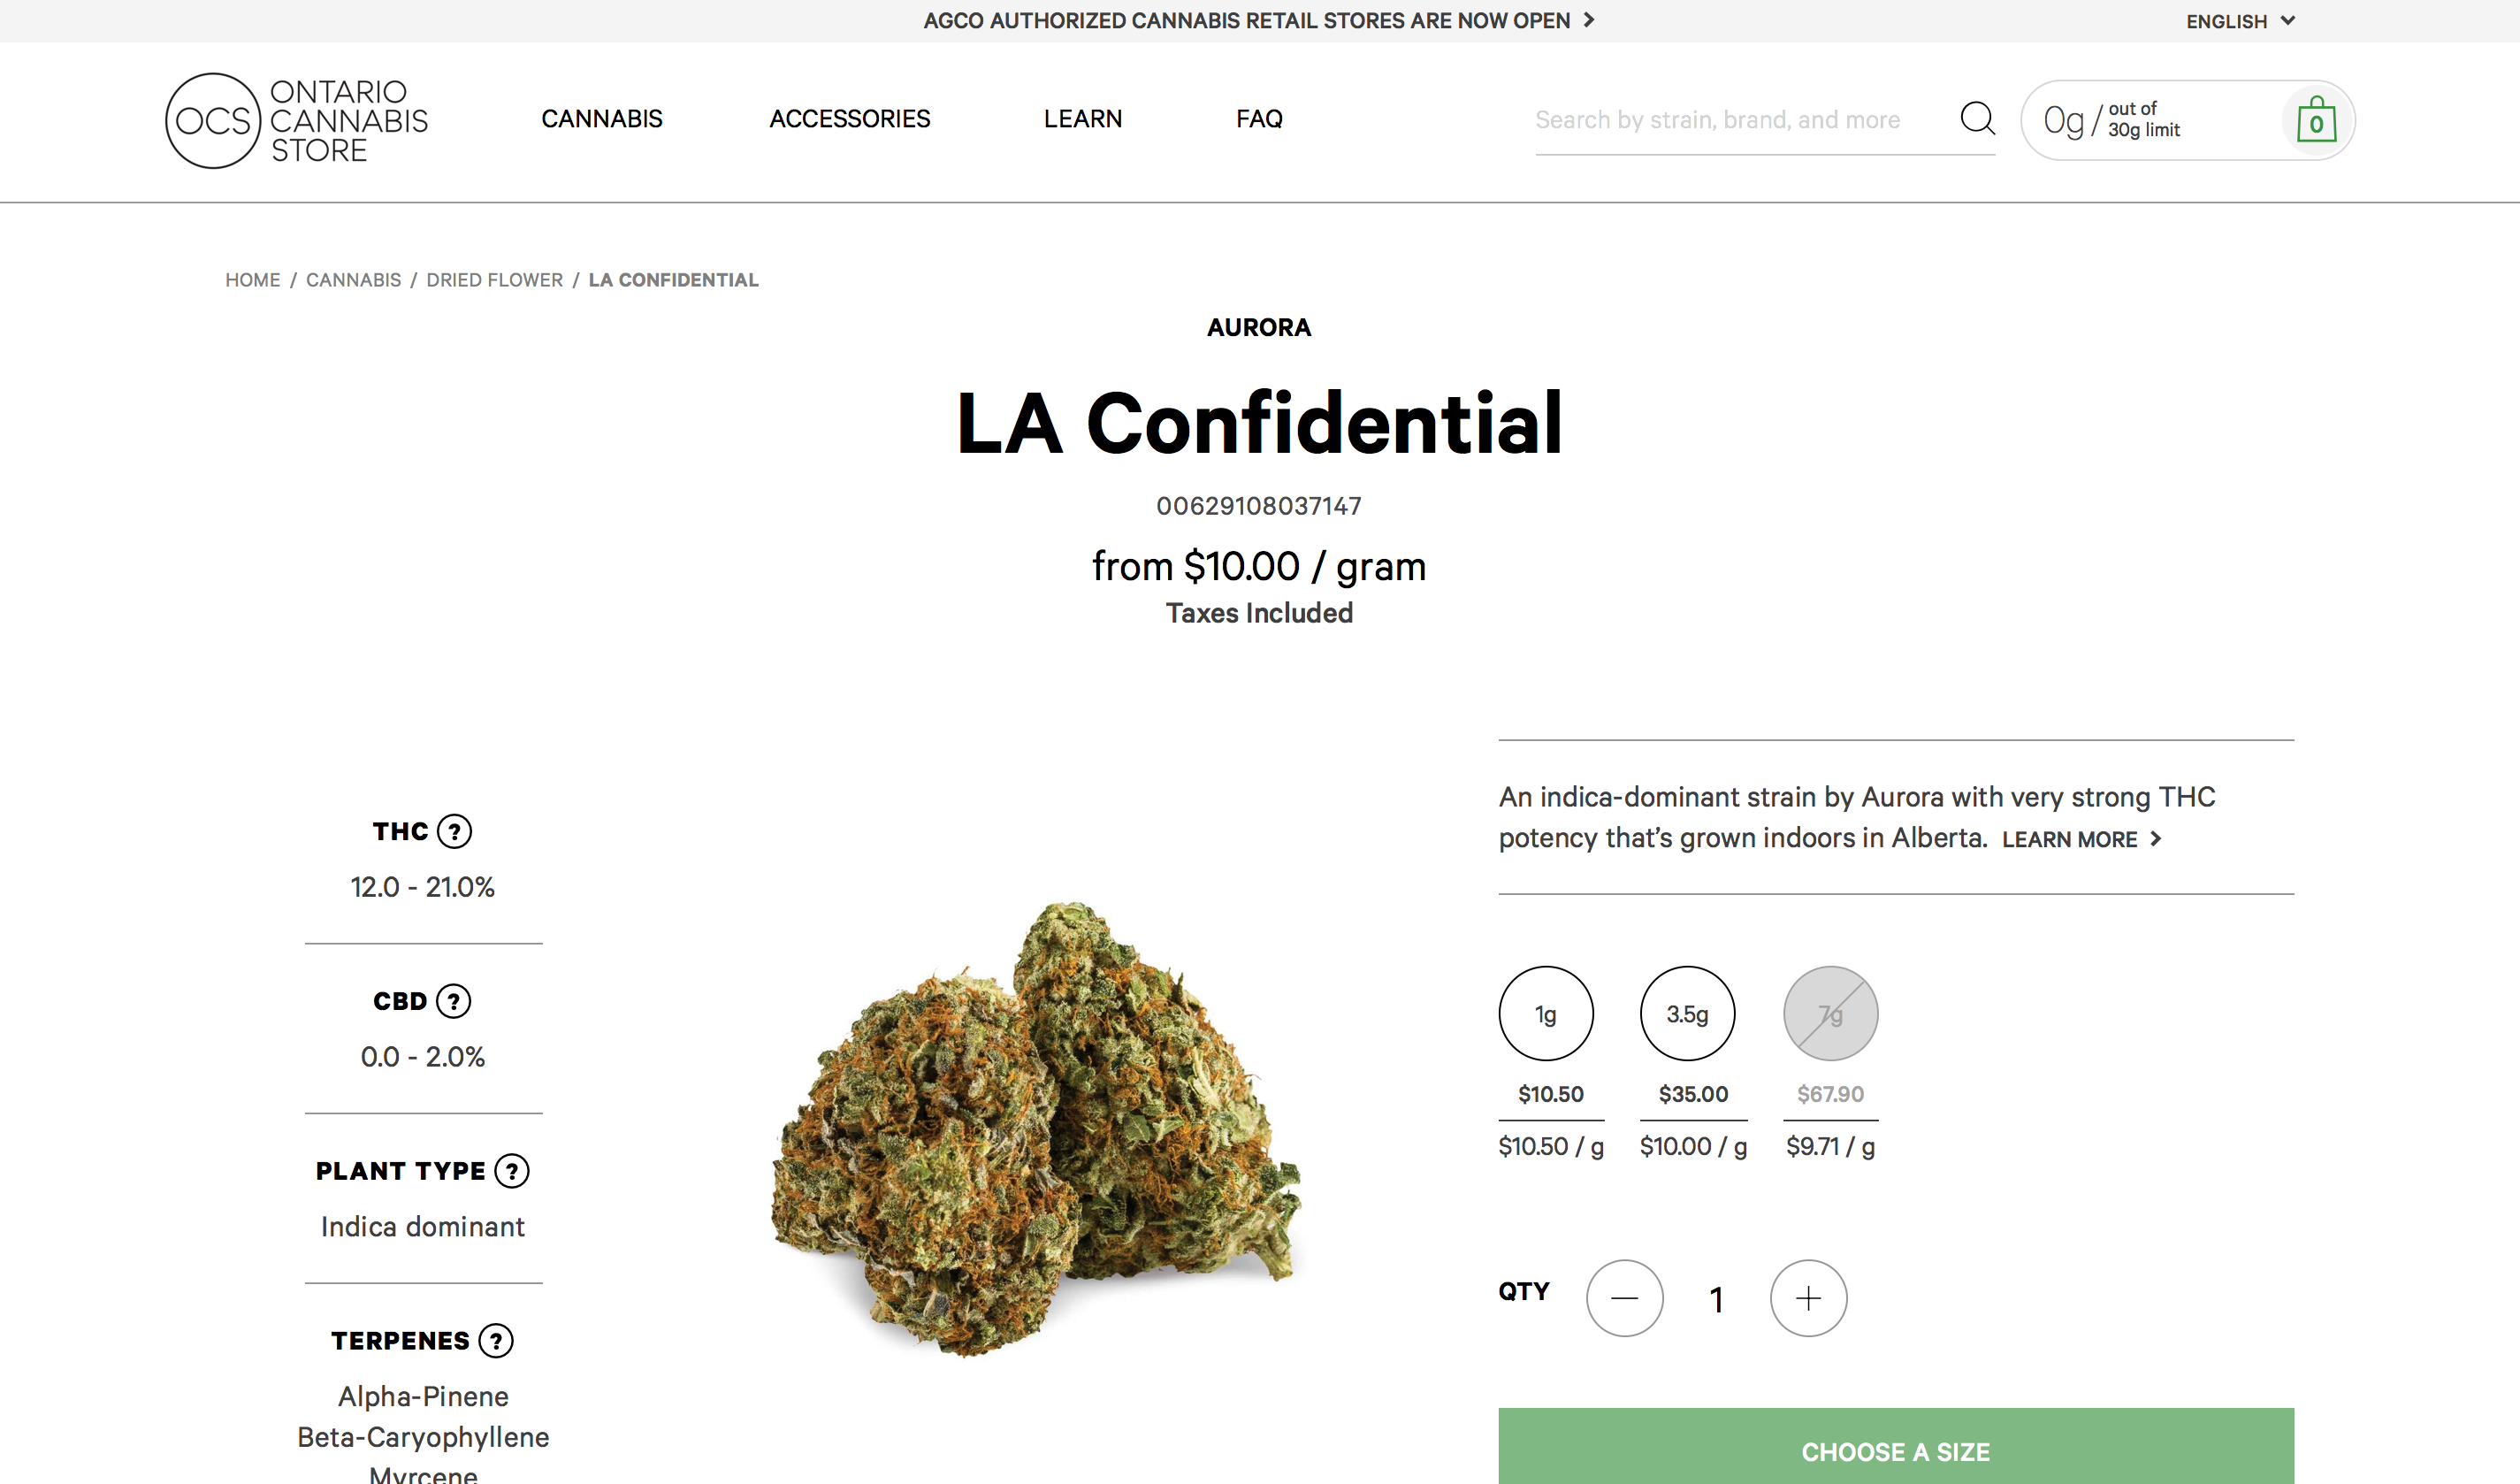 AGCO AUTHORIZED CANNABIS RETAIL STORES ARE NOW OPEN
ENGLISH
OCS
ONTARIO
CANNABIS
STORE
CANNABIS
ACCESSORIES
LEARN
FAQ
Search by strain, brand, and more
0g / out of
30g limit
0
HOME / CANNABIS / DRIED FLOWER / LA CONFIDENTIAL
AURORA
LA Confidential
00629108037147
from $10.00 / gram
Taxes Included
THC ?
12.0 - 21.0%
CBD ?
0.0 - 2.0%
PLANT TYPE ?
Indica dominant
TERPENES ?
Alpha-Pinene
Beta-Caryophyllene
Myrcene
An indica-dominant strain by Aurora with very strong THC
potency that’s grown indoors in Alberta. LEARN MORE
1g 3.5g 7g
$10.50 $35.00 $67.90
$10.50 / g $10.00 / g $9.71 / g
QTY — 1 +
CHOOSE A SIZE